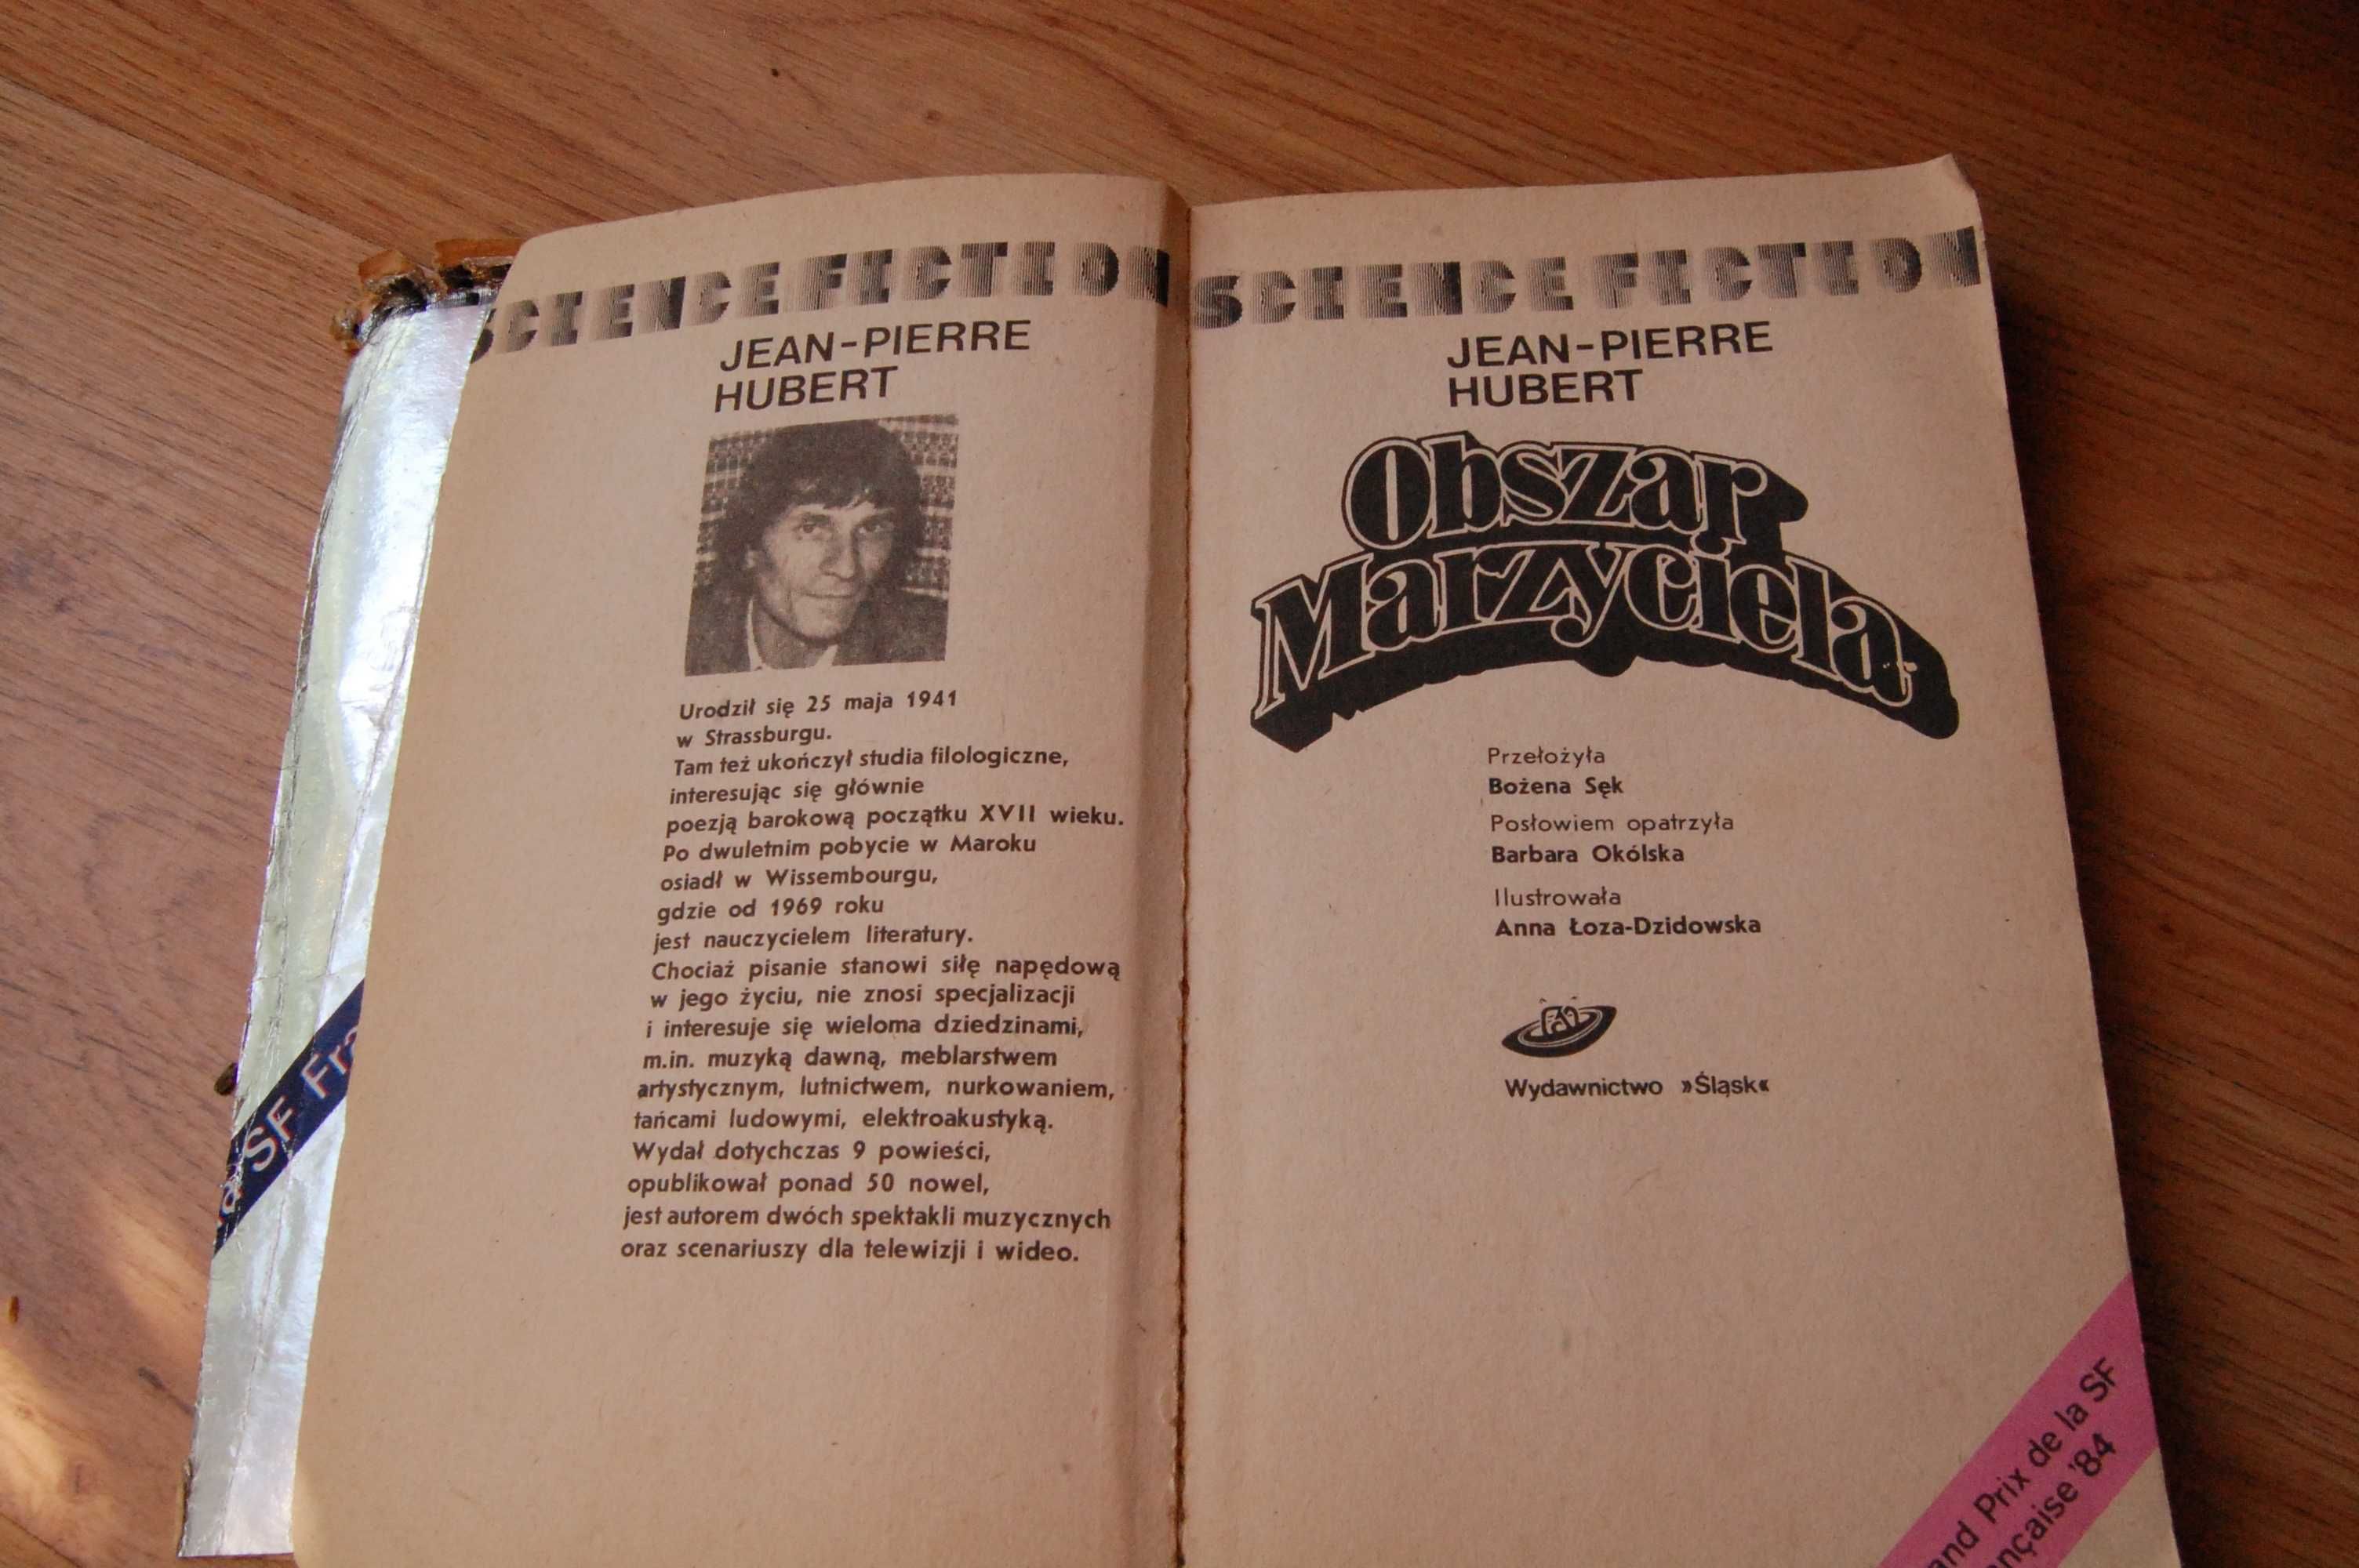 SCIENCE FICTION
JEAN-PIERRE
HUBERT
Urodził się 25 maja 1941
w Strassburgu.
Tam też ukończył studia filologiczne,
interesując się głównie
poezją barokową początku XVII wieku.
Po dwuletnim pobycie w Maroku
osiadł w Wissembourgu,
gdzie od 1969 roku
jest nauczycielem literatury.
Chociaż pisanie stanowi siłę napędową
w jego życiu, nie znosi specjalizacji
i interesuje się wieloma dziedzinami,
m.in. muzyką dawną, meblarstwem
artystycznym, lutnictwem, nurkowaniem,
tańcami ludowymi, elektroakustyką.
Wydał dotychczas 9 powieści,
opublikował ponad 50 nowel,
jest autorem dwóch spektakli muzycznych
oraz scenariuszy dla telewizji i wideo.
SF
SCIENCE FICTION
JEAN-PIERRE
HUBERT
Obszar
Marzyciela
Przełożyła
Bożena Sęk
Posłowiem opatrzyła
Barbara Okólska
Ilustrowała
Anna Łoza-Dzidowska
Wydawnictwo »Śląsk«
Prix de la SF
'84